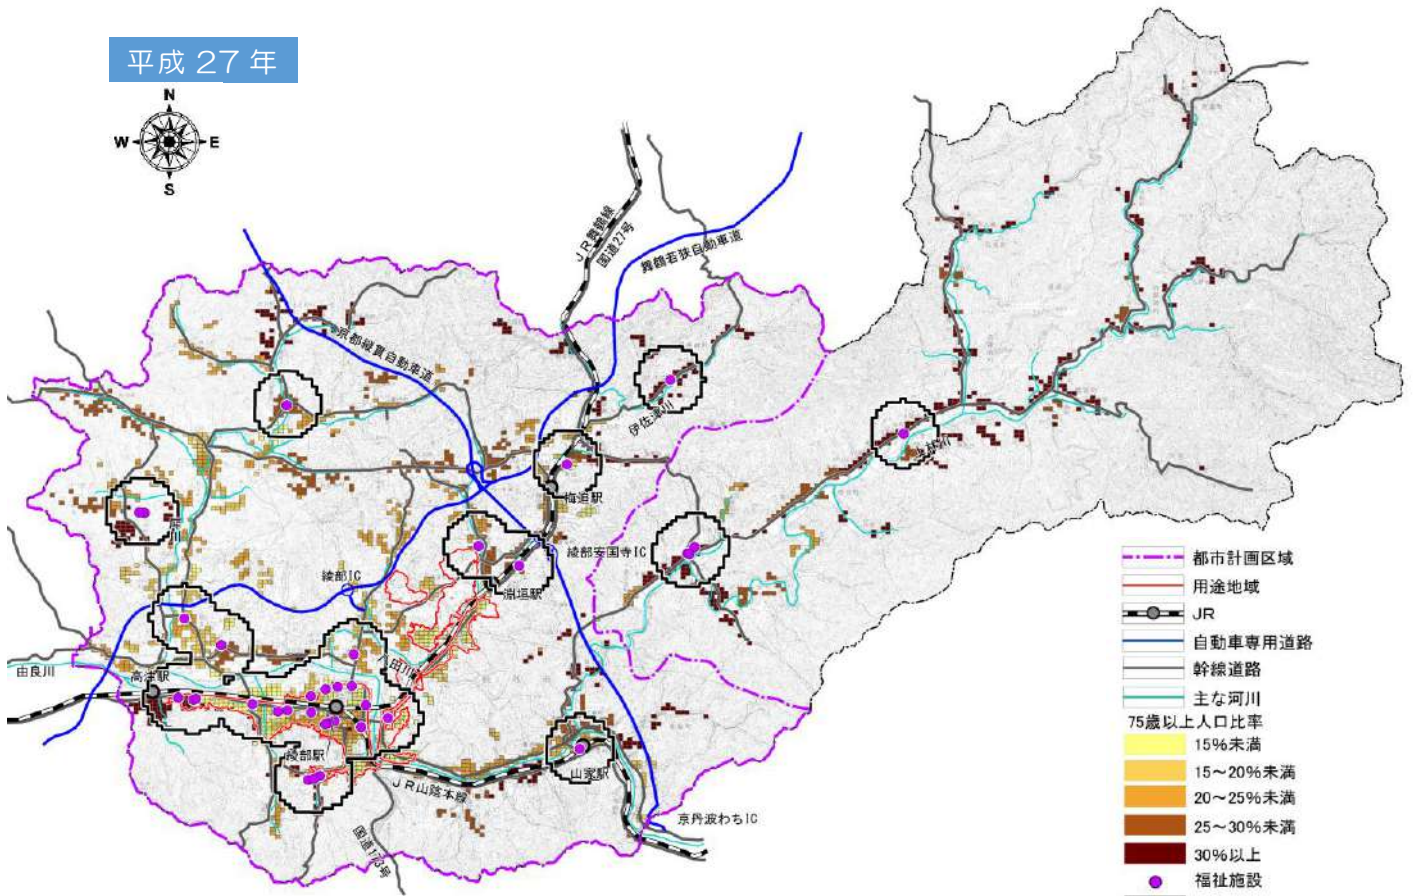 平成 27 年
N
W
E
S
JR舞鶴線
国道27号
舞鶴若狭自動車道
京都縦貫自動車道
伊佐津川
上林川
梅迫駅
犀川
綾部安国寺IC
綾部IC
淵垣駅
八田川
由良川
高津駅
綾部駅
山家駅
JR山陰本線
京丹波わちIC
国道173号
都市計画区域
用途地域
JR
自動車専用道路
幹線道路
主な河川
75歳以上人口比率
15%未満
15～20%未満
20～25%未満
25～30%未満
30%以上
福祉施設